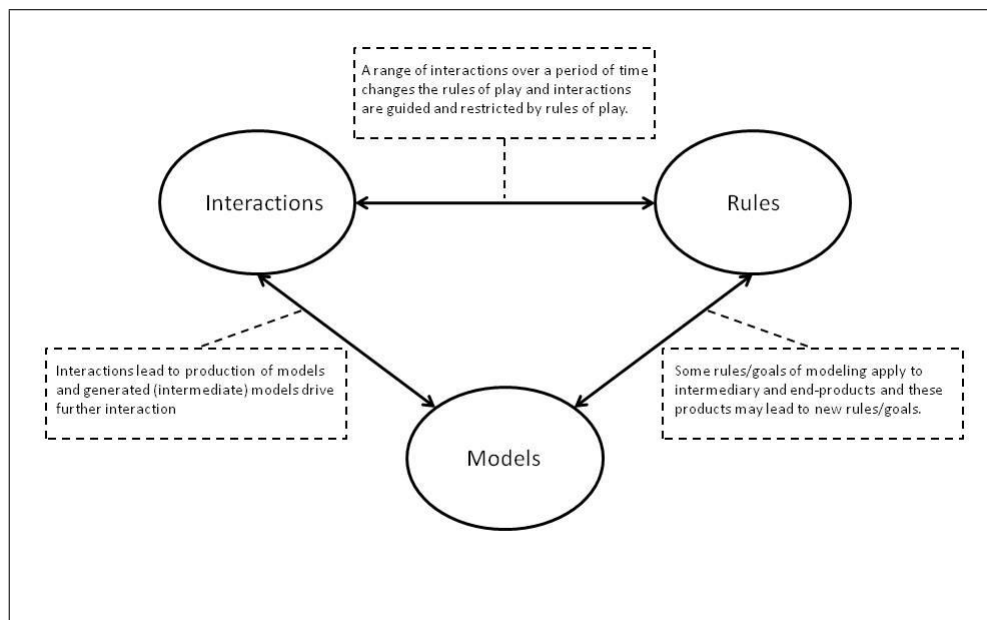 A range of interactions over a period of time
changes the rules of play and interactions
are guided and restricted by rules of play.
Interactions
Rules
Interactions lead to production of models
and generated (intermediate) models drive
further interaction
Some rules/goals of modeling apply to
intermediary and end-products and these
products may lead to new rules/goals.
Models